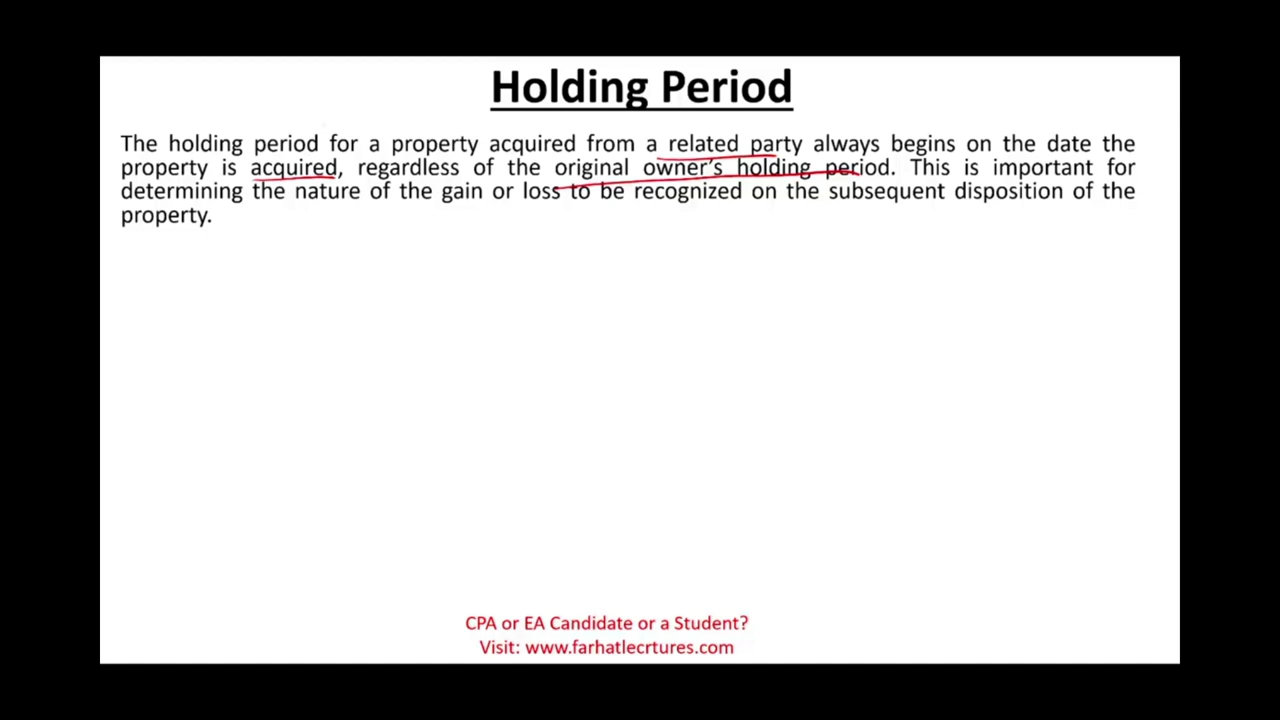 Holding Period
The holding period for a property acquired from a related party always begins on the date the
property is acquired, regardless of the original owner's holding period. This is important for
determining the nature of the gain or loss to be recognized on the subsequent disposition of the
property.
CPA or EA Candidate or a Student?
Visit: www.farhatlecrtures.com